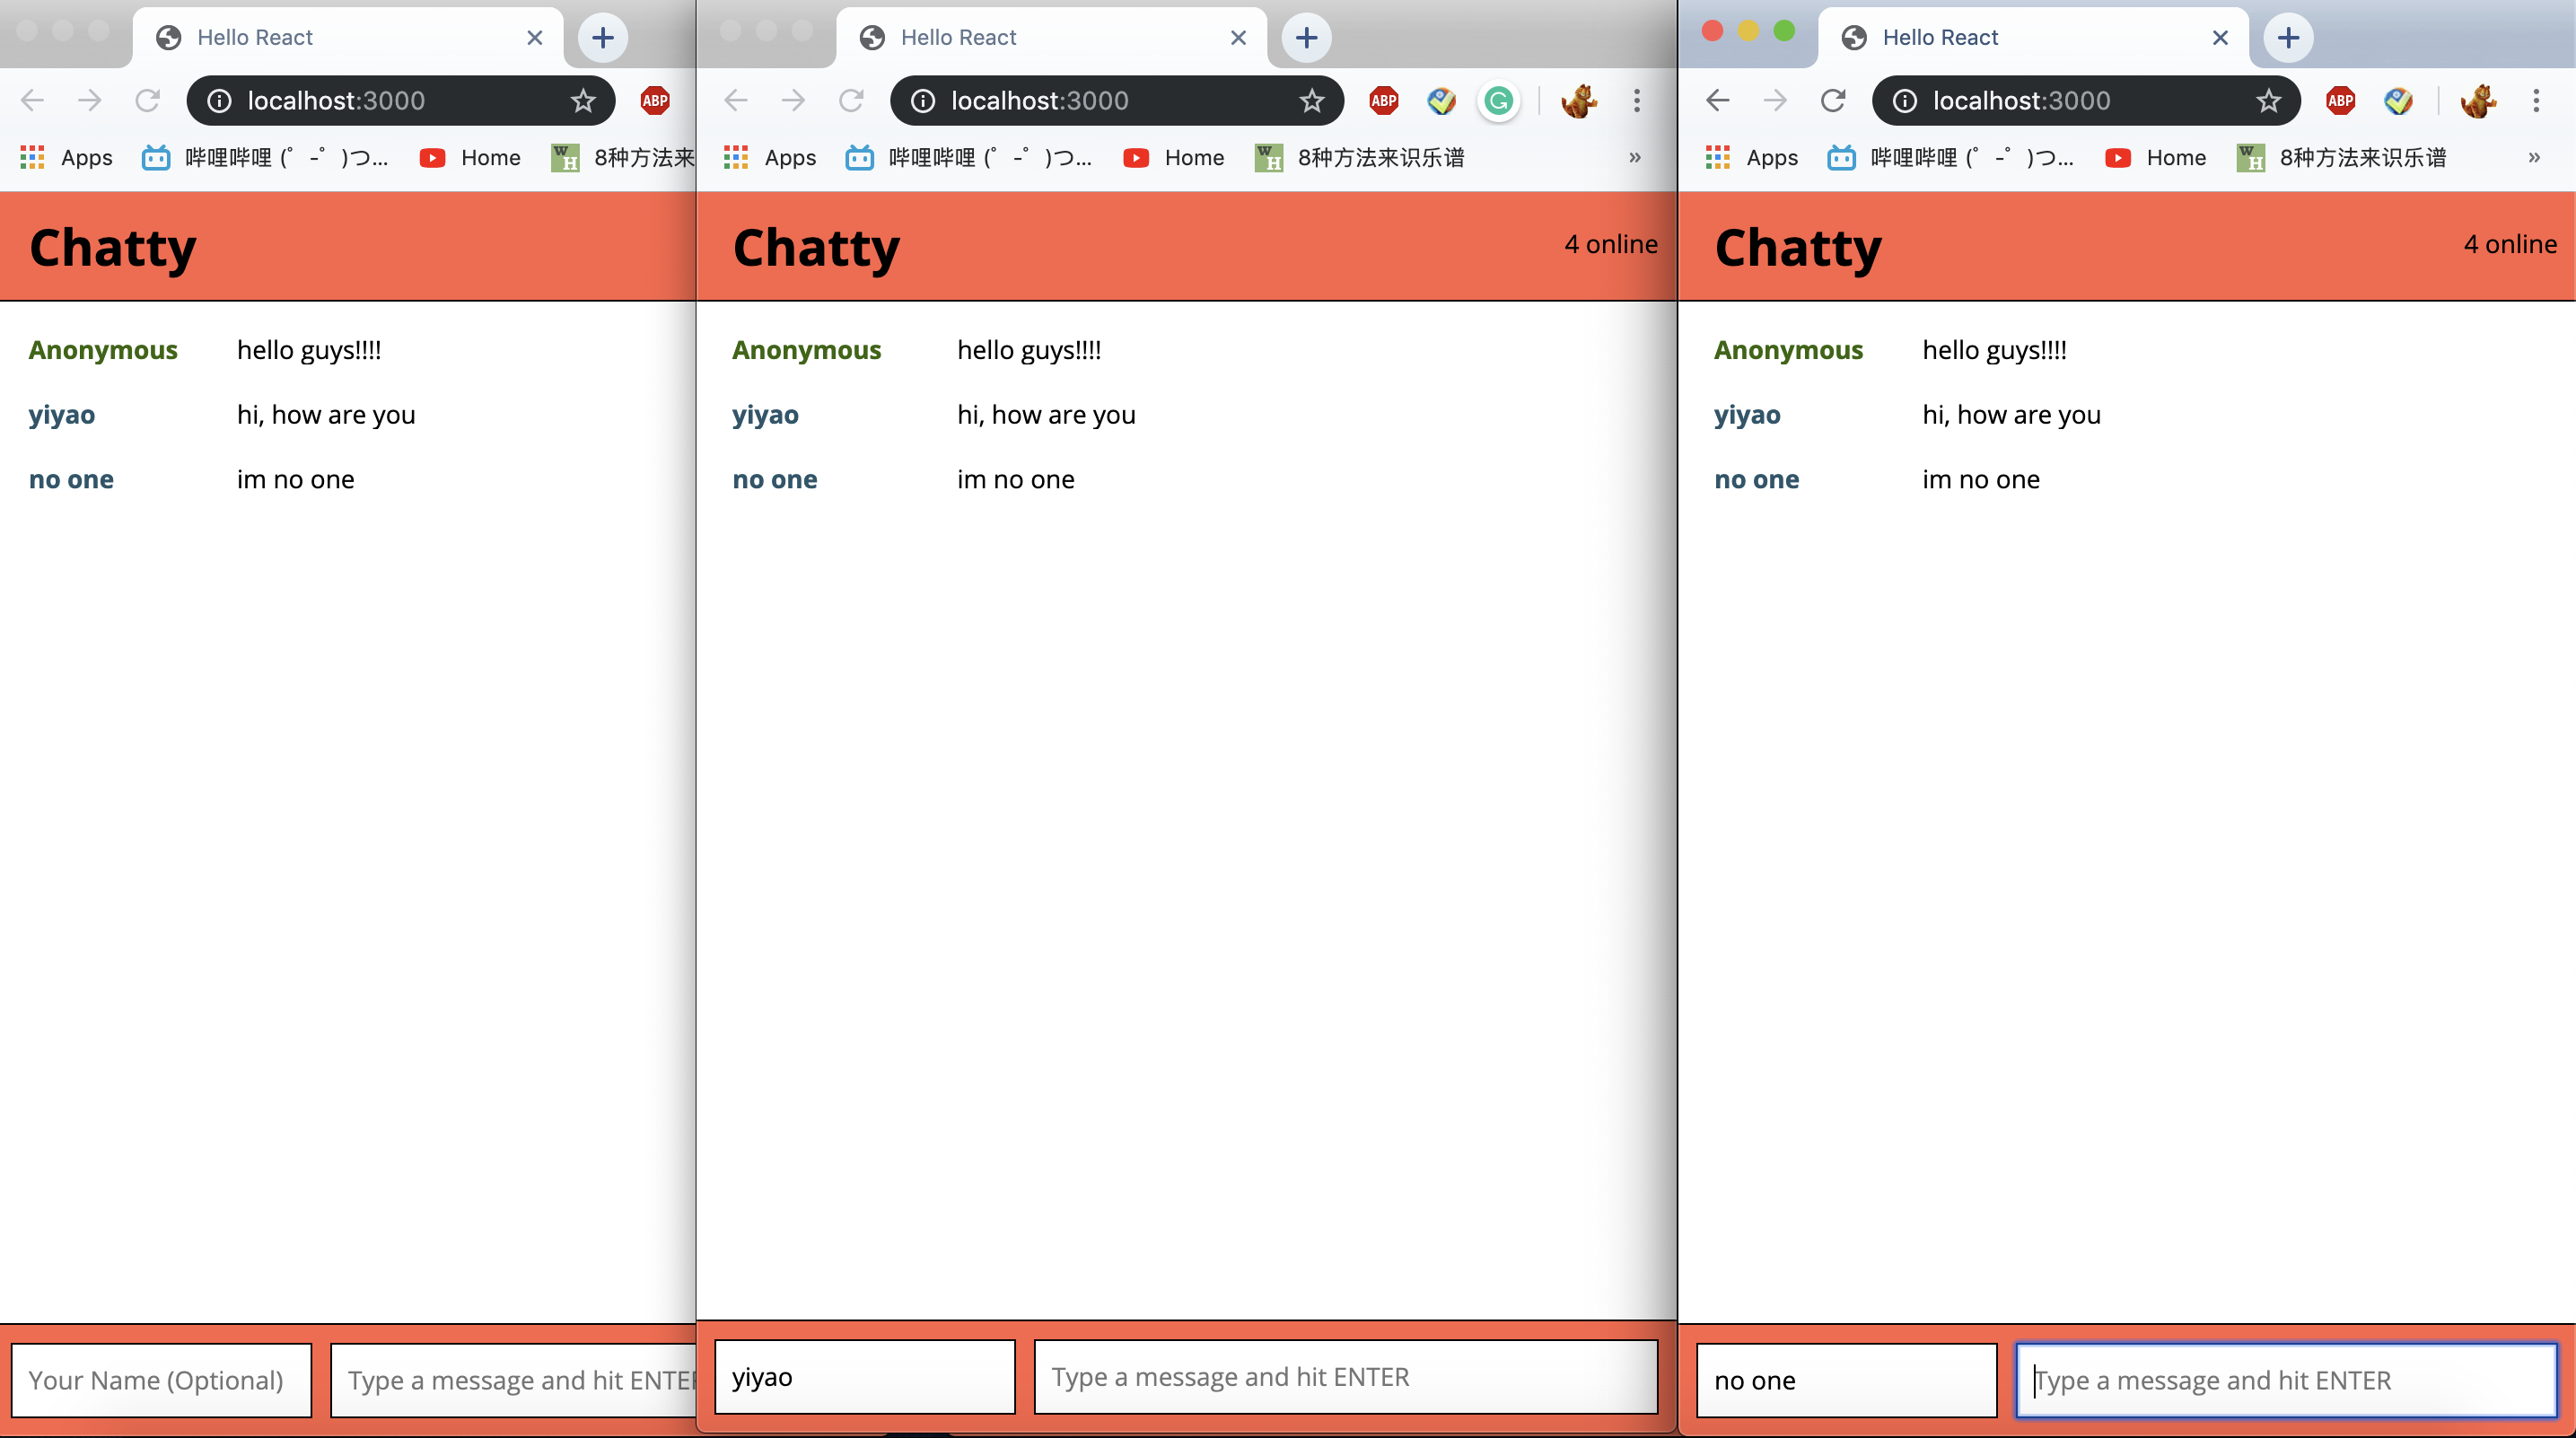 Hello React
localhost:3000
ABP
Apps 哔哩哔哩 (゜-゜)つ... Home WH 8种方法来
Chatty
Anonymous hello guys!!!!
yiyao hi, how are you
no one im no one
Your Name (Optional) Type a message and hit ENTE
Hello React
localhost:3000
ABP
G
Apps 哔哩哔哩 (゜-゜)つ... Home WH 8种方法来识乐谱 »
Chatty 4 online
Anonymous hello guys!!!!
yiyao hi, how are you
no one im no one
yiyao Type a message and hit ENTER
Hello React
localhost:3000
ABP
Apps 哔哩哔哩 (゜-゜)つ... Home WH 8种方法来识乐谱 »
Chatty 4 online
Anonymous hello guys!!!!
yiyao hi, how are you
no one im no one
no one Type a message and hit ENTER